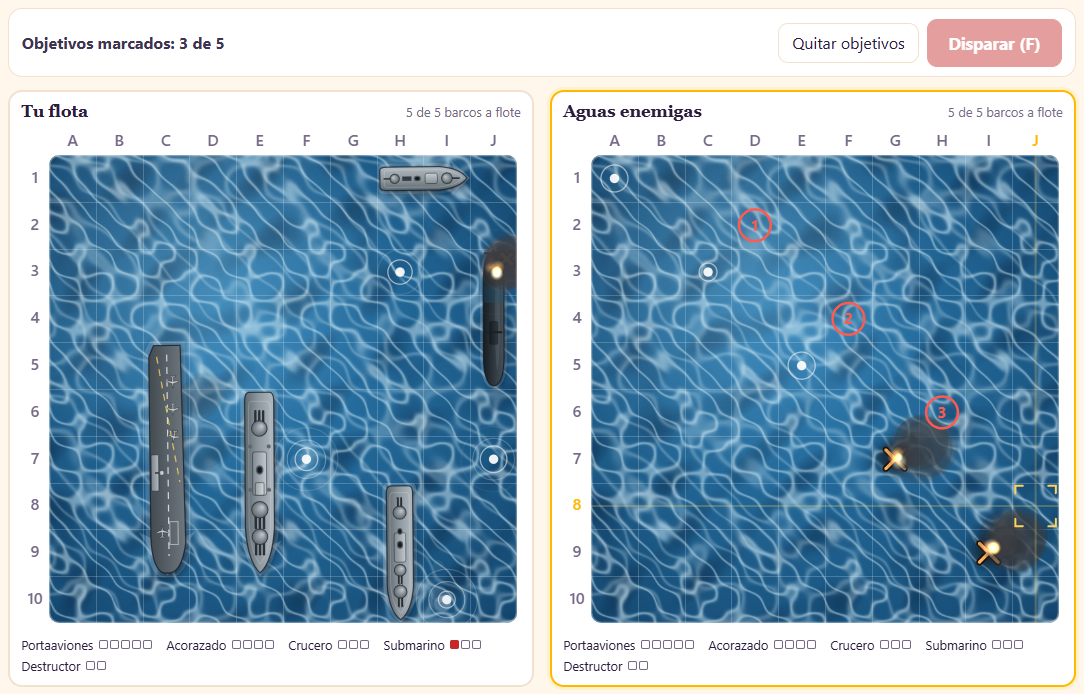 Objetivos marcados: 3 de 5
Quitar objetivos
Disparar (F)
Tu flota
5 de 5 barcos a flote
A B C D E F G H I J
1
2
3
4
5
6
7
8
9
10
Portaaviones Acorazado Crucero Submarino
Destructor
Aguas enemigas
5 de 5 barcos a flote
A B C D E F G H I J
1
2 1
3
4 2
5
6 3
7
8
9
10
Portaaviones Acorazado Crucero Submarino
Destructor